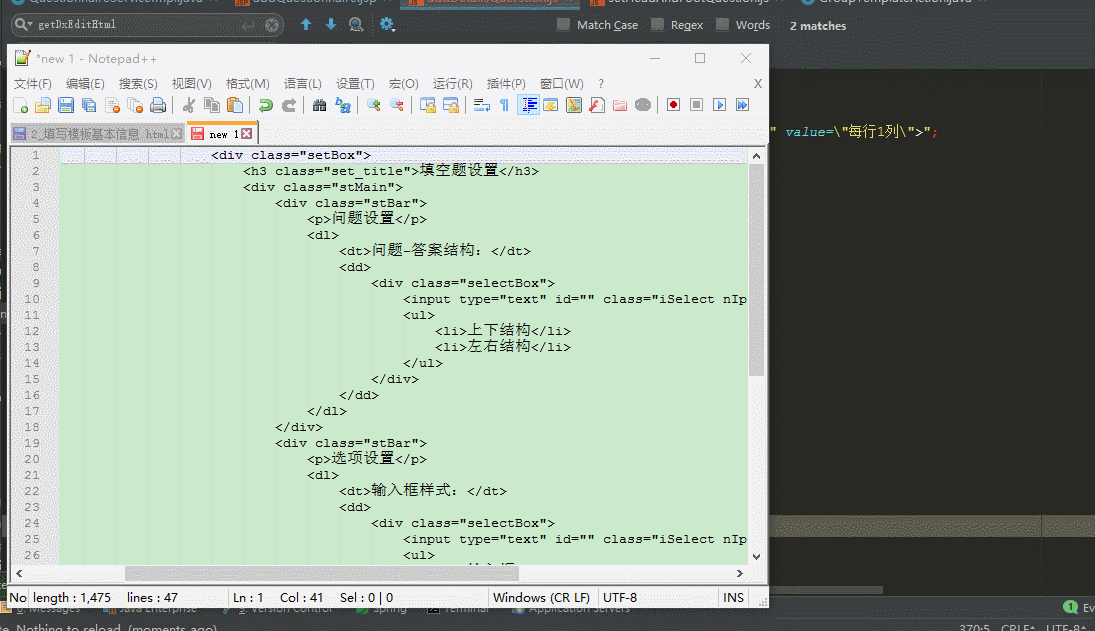 getDxEditHtml
Match Case
Regex
Words
2 matches
*new 1 - Notepad++
文件(F) 编辑(E) 搜索(S) 视图(V) 格式(M) 语言(L) 设置(T) 宏(O) 运行(R) 插件(P) 窗口(W) ? X
2_填写模板基本信息.html
new 1
" value=\"每行1列\">";
1 <div class="setBox">
2 <h3 class="set_title">填空题设置</h3>
3 <div class="stMain">
4 <div class="stBar">
5 <p>问题设置</p>
6 <dl>
7 <dt>问题-答案结构：</dt>
8 <dd>
9 <div class="selectBox">
10 <input type="text" id="" class="iSelect nIp
11 <ul>
12 <li>上下结构</li>
13 <li>左右结构</li>
14 </ul>
15 </div>
16 </dd>
17 </dl>
18 </div>
19 <div class="stBar">
20 <p>选项设置</p>
21 <dl>
22 <dt>输入框样式：</dt>
23 <dd>
24 <div class="selectBox">
25 <input type="text" id="" class="iSelect nIp
26 <ul>
No length : 1,475 lines : 47 Ln : 1 Col : 41 Sel : 0 | 0 Windows (CR LF) UTF-8 INS
Messages Java Enterprise 9: Version Control Spring Terminal Application Servers 1 Ev
te. Nothing to reload. (moments ago) 370:5 CRLF UTF-8